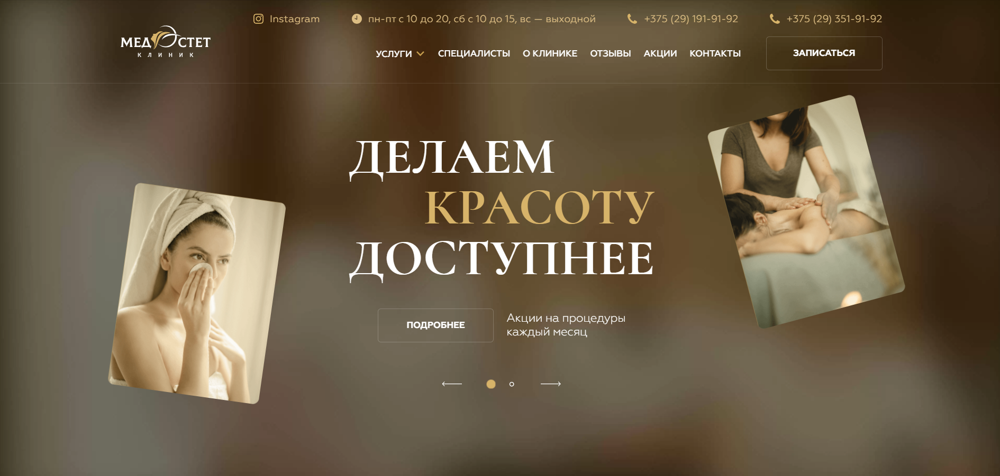 Instagram
пн-пт с 10 до 20, сб с 10 до 15, вс — выходной
+375 (29) 191-91-92
+375 (29) 351-91-92
МЕДЭСТЕТ
КЛИНИК
УСЛУГИ
СПЕЦИАЛИСТЫ
О КЛИНИКЕ
ОТЗЫВЫ
АКЦИИ
КОНТАКТЫ
ЗАПИСАТЬСЯ
ДЕЛАЕМ
КРАСОТУ
ДОСТУПНЕЕ
ПОДРОБНЕЕ
Акции на процедуры
каждый месяц